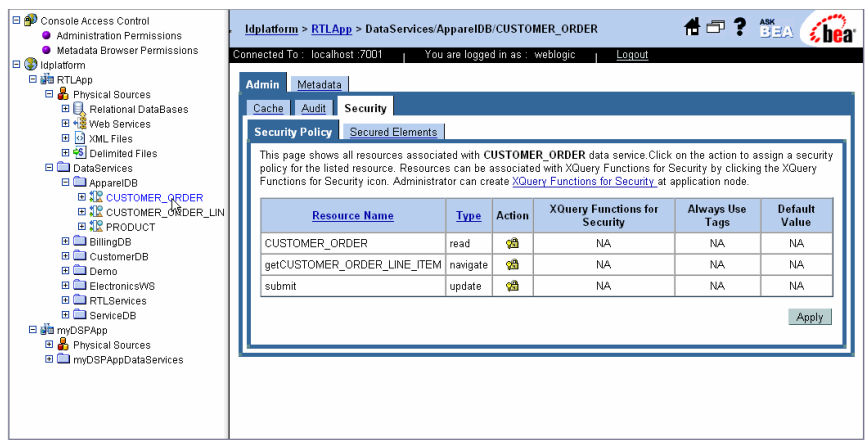 Console Access Control
Administration Permissions
Metadata Browser Permissions
ldplatform
RTLApp
Physical Sources
Relational DataBases
Web Services
XML Files
Delimited Files
DataServices
ApparelDB
CUSTOMER_ORDER
CUSTOMER_ORDER_LIN
PRODUCT
BillingDB
CustomerDB
Demo
ElectronicsWS
RTLServices
ServiceDB
myDSPApp
Physical Sources
myDSPAppDataServices
ldplatform > RTLApp > DataServices/ApparelDB/CUSTOMER_ORDER
? ASK BEA bea
Connected To : localhost :7001 | You are logged in as : weblogic | Logout
Admin Metadata
Cache Audit Security
Security Policy Secured Elements
This page shows all resources associated with CUSTOMER_ORDER data service.Click on the action to assign a security
policy for the listed resource. Resources can be associated with XQuery Functions for Security by clicking the XQuery
Functions for Security icon. Administrator can create XQuery Functions for Security at application node.
Resource Name Type Action XQuery Functions for Security Always Use Tags Default Value
CUSTOMER_ORDER read NA NA NA
getCUSTOMER_ORDER_LINE_ITEM navigate NA NA NA
submit update NA NA NA
Apply